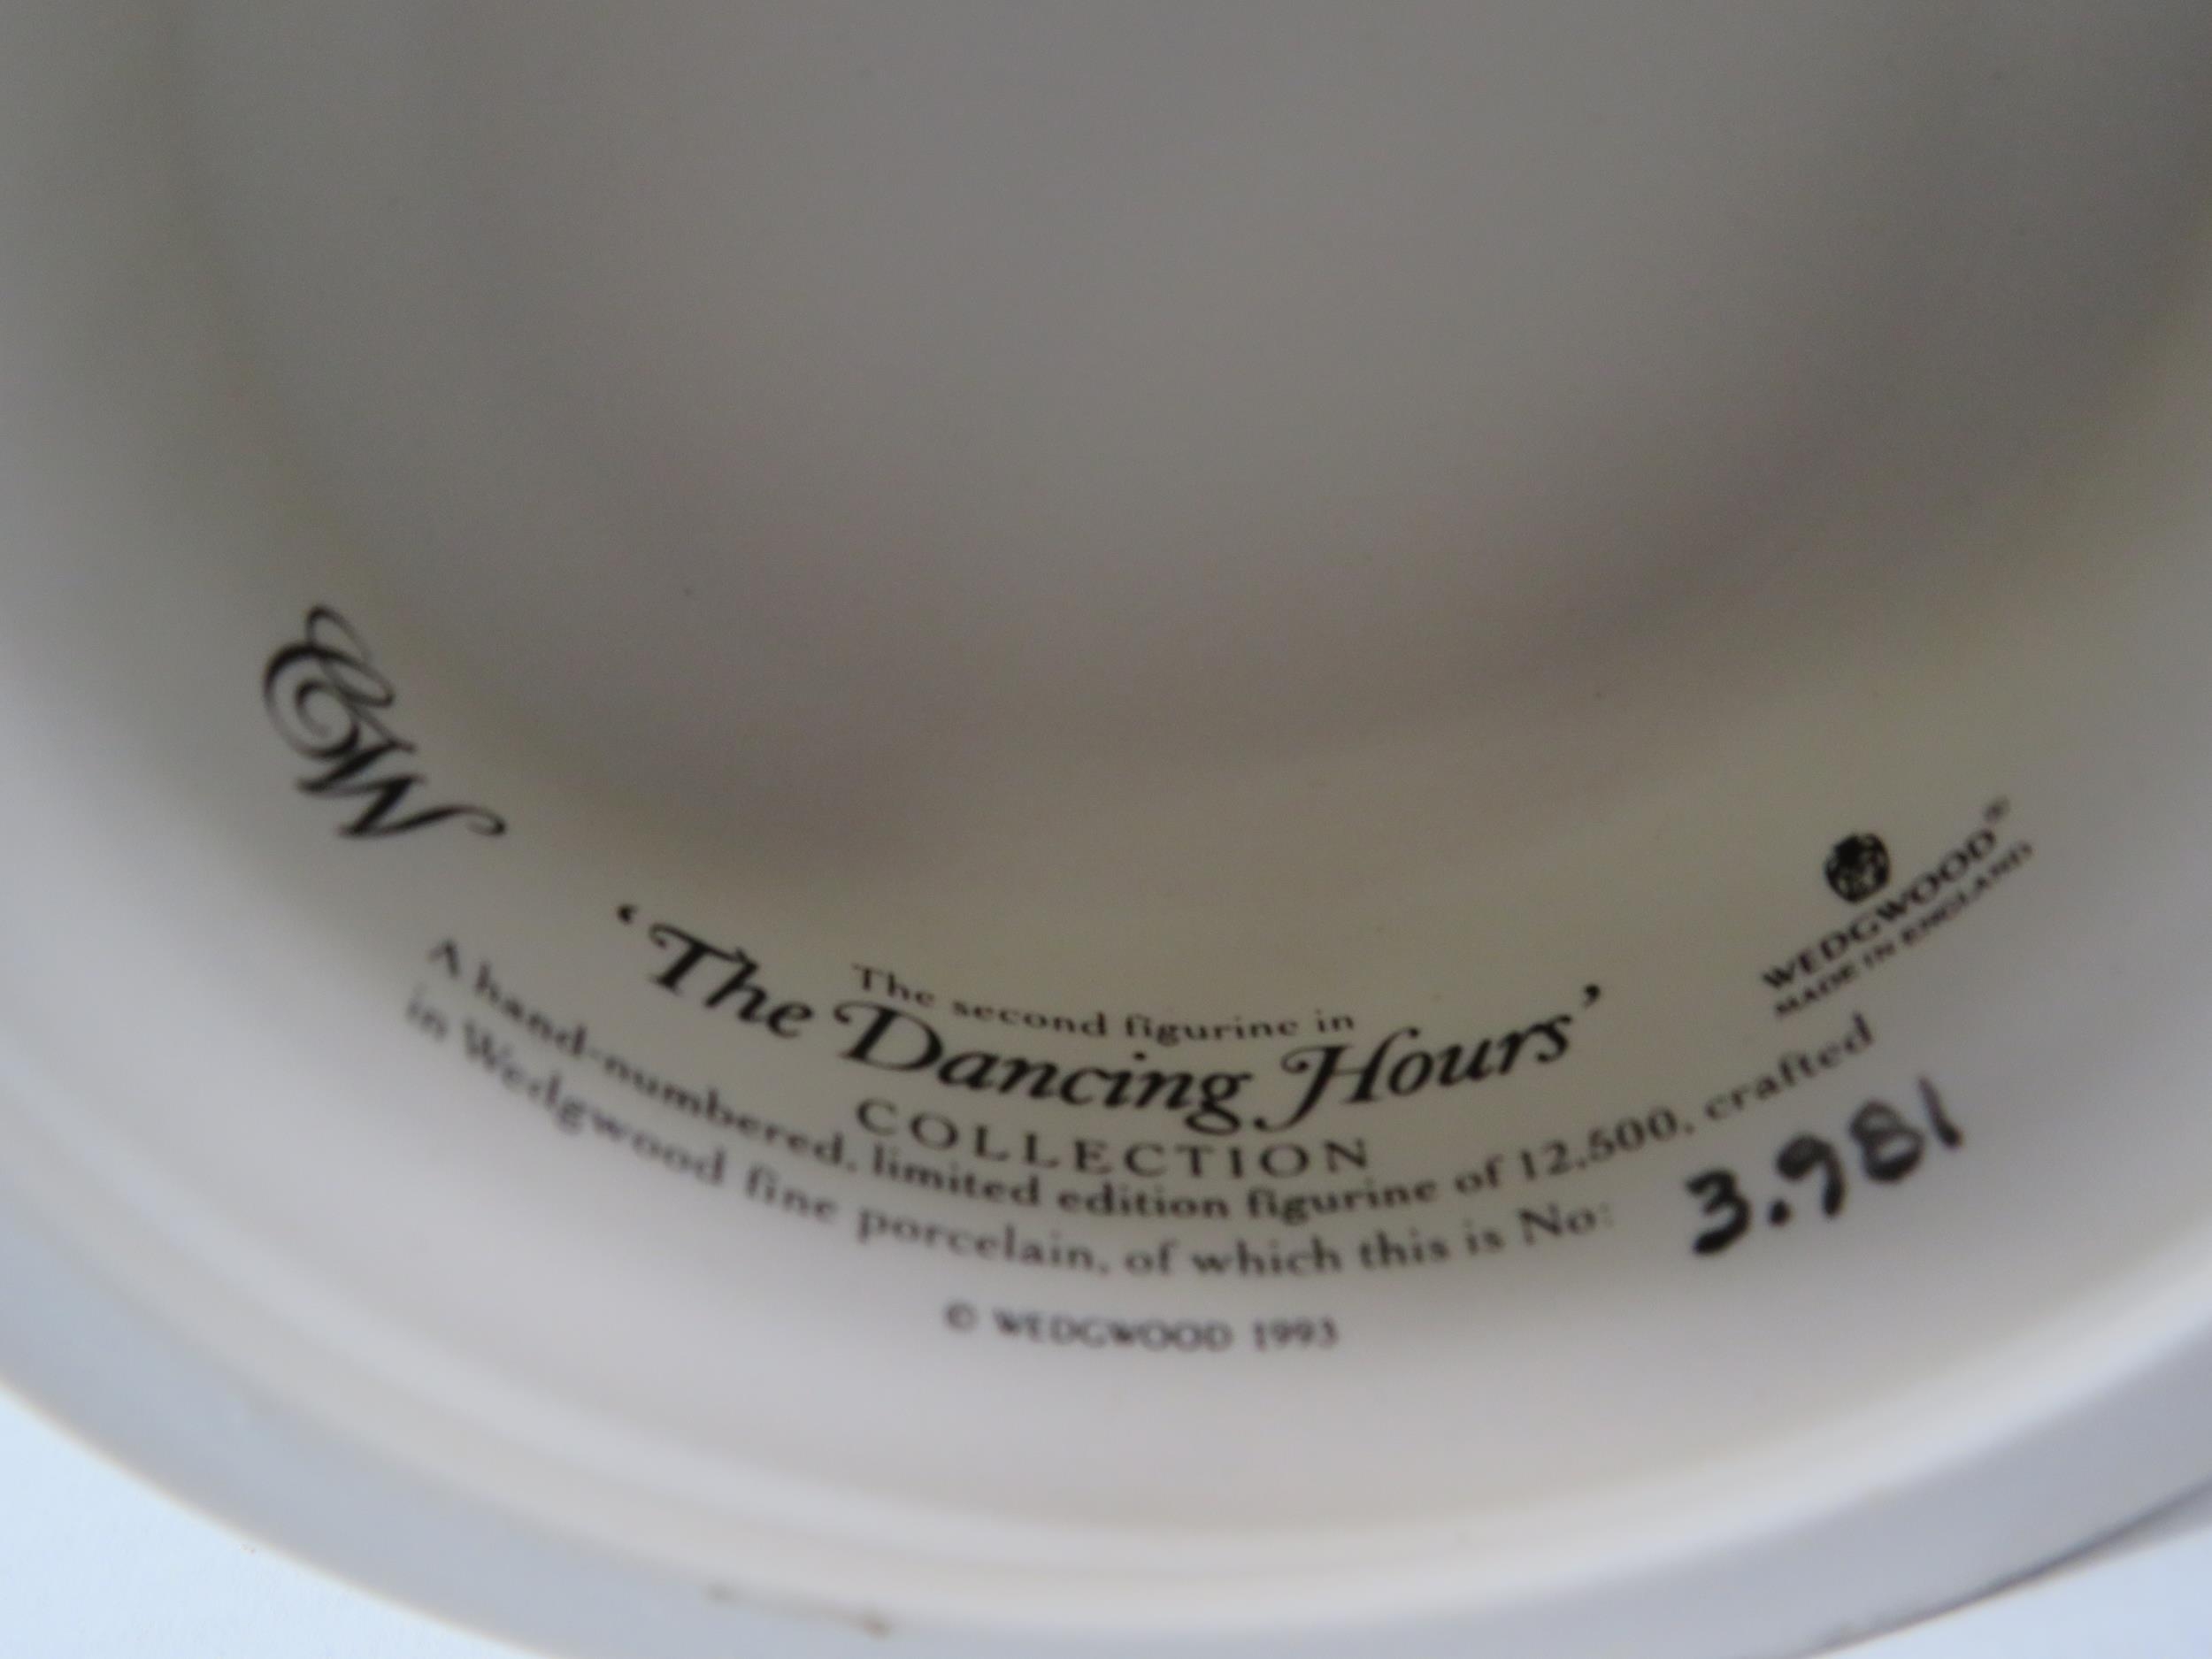 CW
The second figurine in
'The Dancing Hours'
COLLECTION
A hand-numbered, limited edition figurine of 12,500, crafted
in Wedgwood fine porcelain, of which this is No: 3.981
© WEDGWOOD 1993
WEDGWOOD®
MADE IN ENGLAND